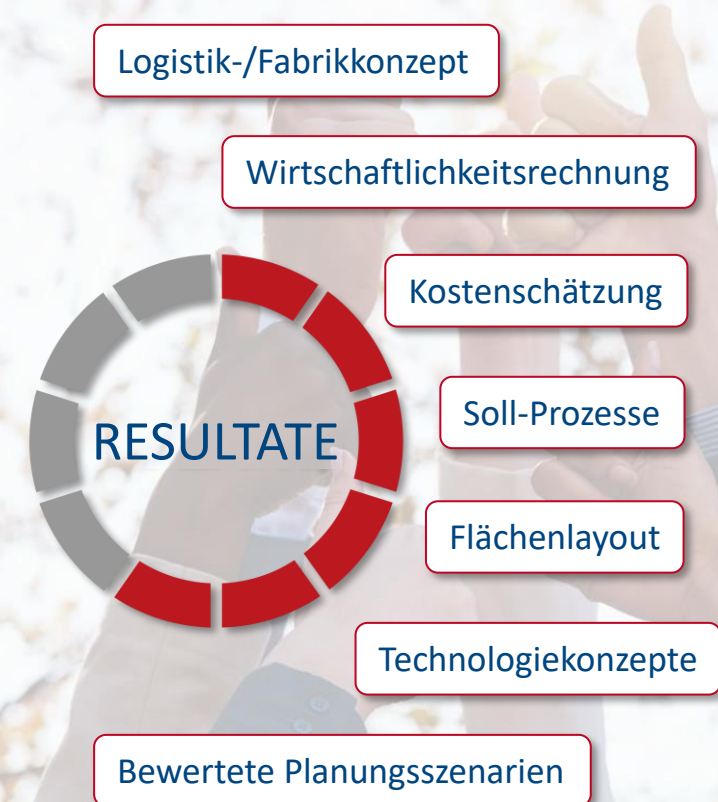 Logistik-/Fabrikkonzept
Wirtschaftlichkeitsrechnung
Kostenschätzung
Soll-Prozesse
RESULTATE
Flächenlayout
Technologiekonzepte
Bewertete Planungsszenarien